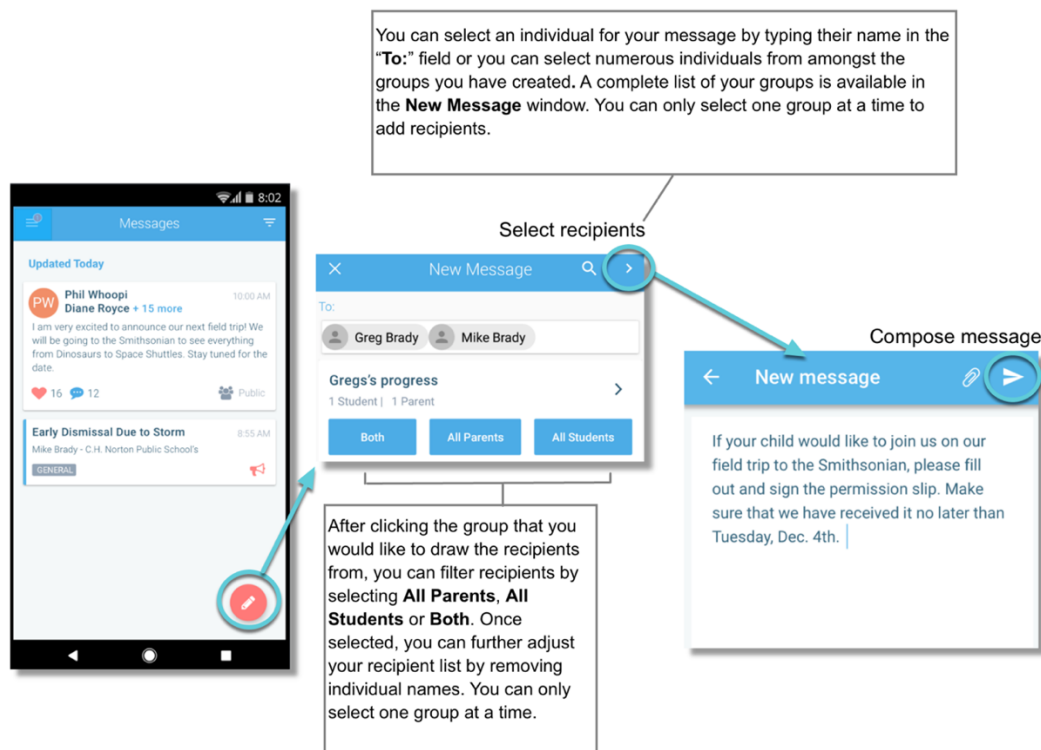 You can select an individual for your message by typing their name in the
“To:” field or you can select numerous individuals from amongst the
groups you have created. A complete list of your groups is available in
the New Message window. You can only select one group at a time to
add recipients.
8:02
Messages
Updated Today
PW
Phil Whoopi
10:00 AM
Diane Royce + 15 more
I am very excited to announce our next field trip! We
will be going to the Smithsonian to see everything
from Dinosaurs to Space Shuttles. Stay tuned for the
date.
16
12
Public
Early Dismissal Due to Storm
8:55 AM
Mike Brady - C.H. Norton Public School's
GENERAL
Select recipients
New Message
To:
Greg Brady
Mike Brady
Gregs's progress
1 Student | 1 Parent
Both
All Parents
All Students
After clicking the group that you
would like to draw the recipients
from, you can filter recipients by
selecting All Parents, All
Students or Both. Once
selected, you can further adjust
your recipient list by removing
individual names. You can only
select one group at a time.
Compose message
New message
If your child would like to join us on our
field trip to the Smithsonian, please fill
out and sign the permission slip. Make
sure that we have received it no later than
Tuesday, Dec. 4th.